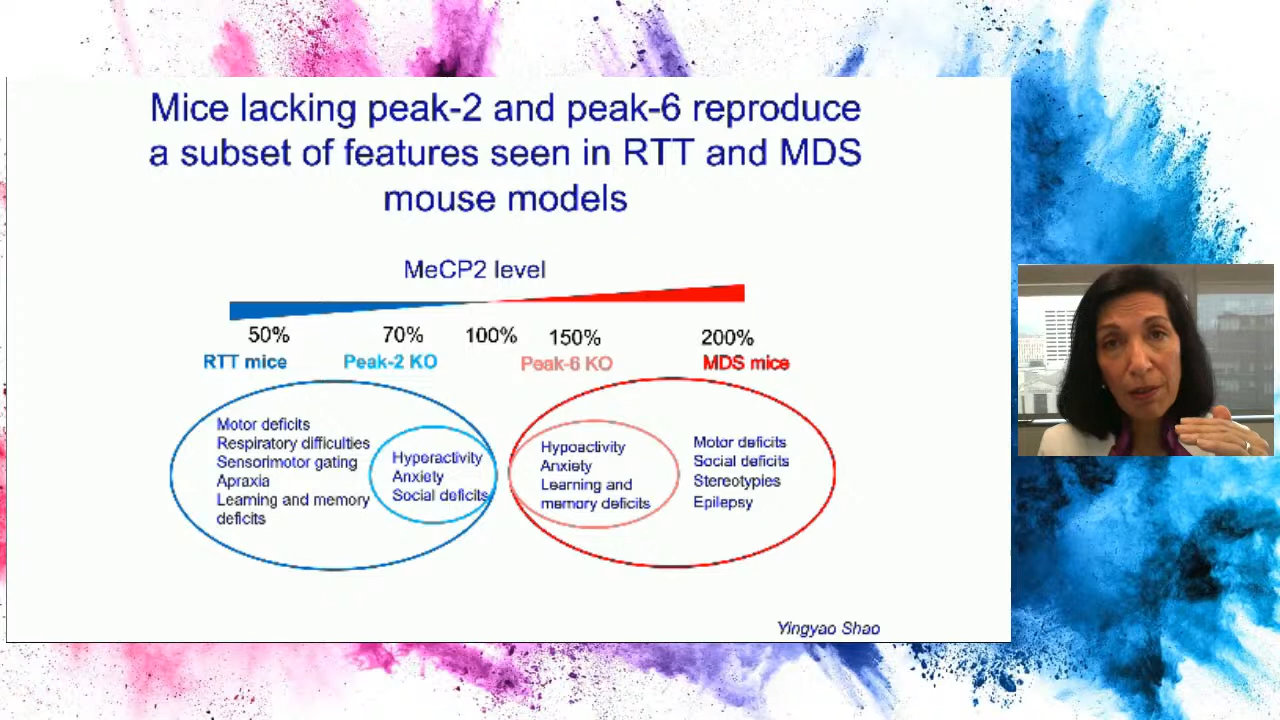 Mice lacking peak-2 and peak-6 reproduce
a subset of features seen in RTT and MDS
mouse models
MeCP2 level
50%
70%
100%
150%
200%
RTT mice
Peak-2 KO
Peak-6 KO
MDS mice
Motor deficits
Respiratory difficulties
Sensorimotor gating
Apraxia
Learning and memory
deficits
Hyperactivity
Anxiety
Social deficits
Hypoactivity
Anxiety
Learning and
memory deficits
Motor deficits
Social deficits
Stereotypies
Epilepsy
Yingyao Shao